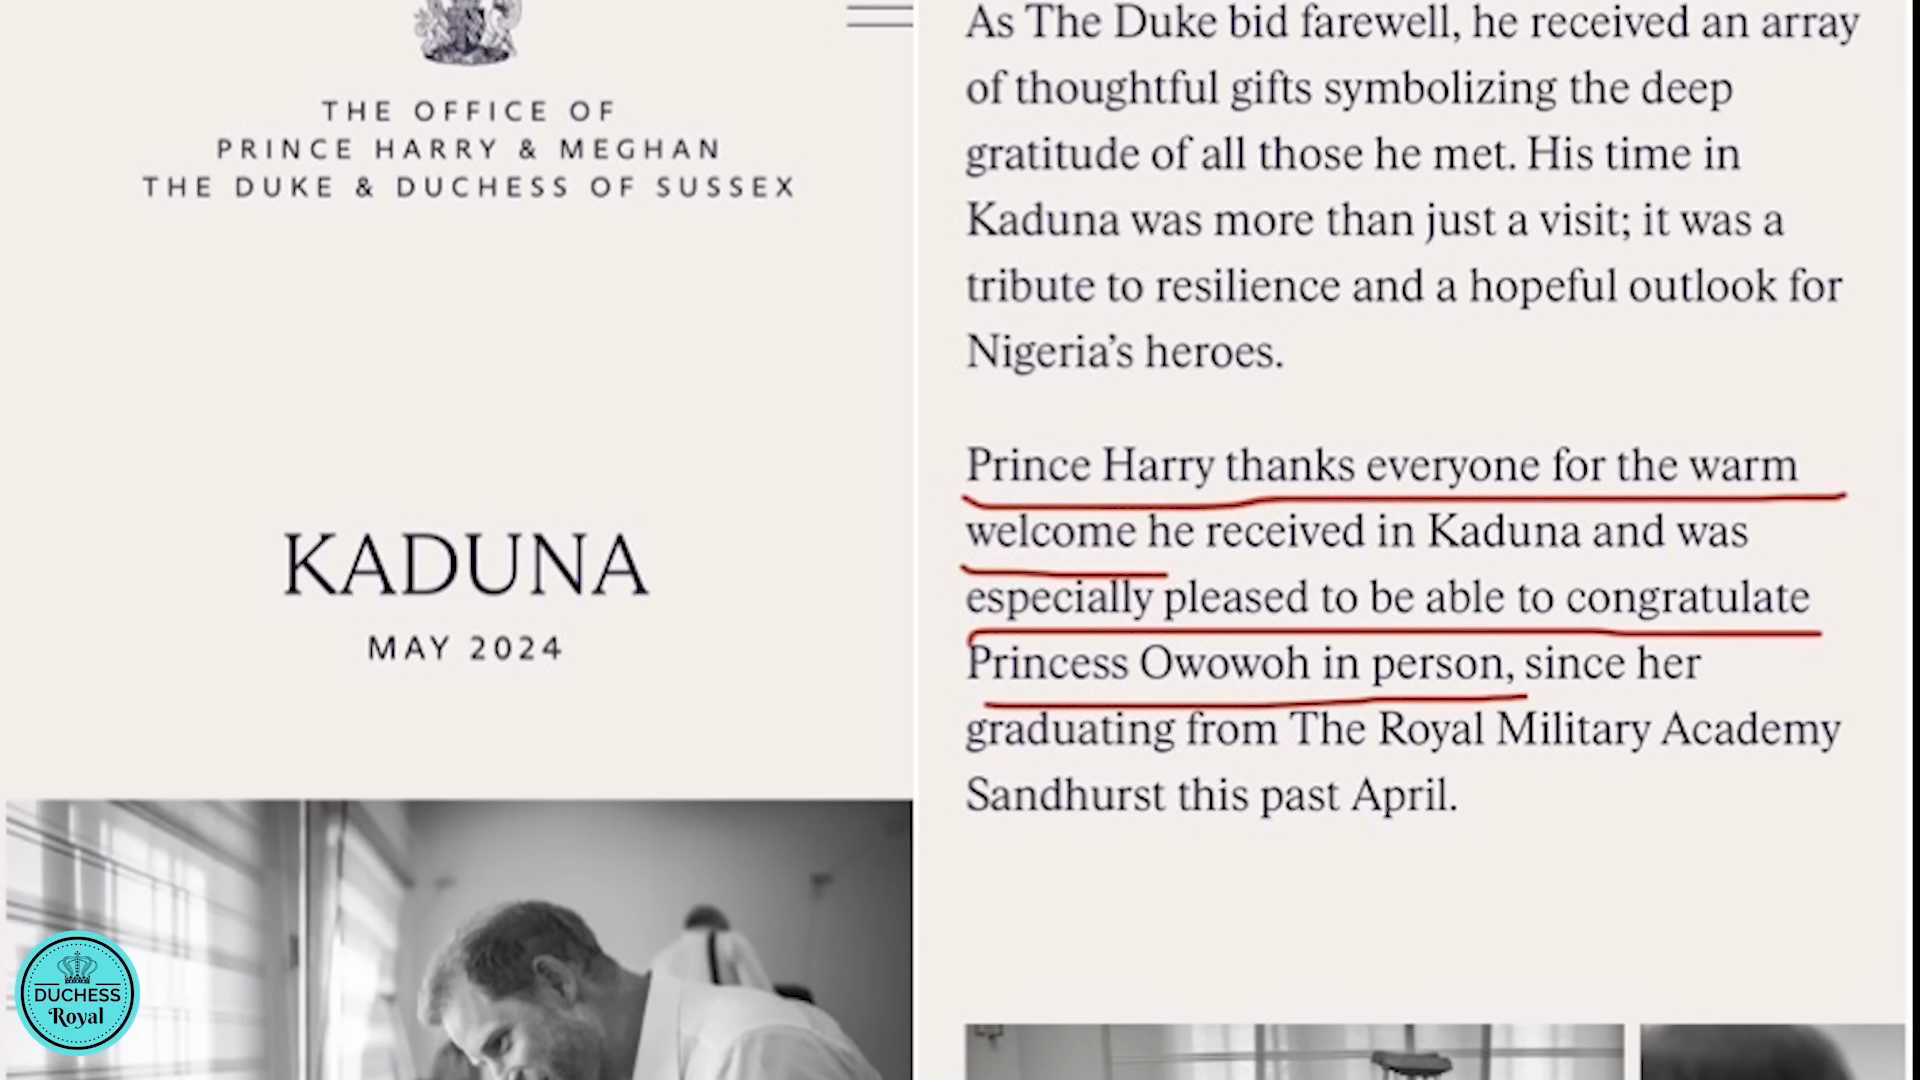 THE OFFICE OF
PRINCE HARRY & MEGHAN
THE DUKE & DUCHESS OF SUSSEX
KADUNA
MAY 2024
As The Duke bid farewell, he received an array
of thoughtful gifts symbolizing the deep
gratitude of all those he met. His time in
Kaduna was more than just a visit; it was a
tribute to resilience and a hopeful outlook for
Nigeria’s heroes.
Prince Harry thanks everyone for the warm
welcome he received in Kaduna and was
especially pleased to be able to congratulate
Princess Owowoh in person, since her
graduating from The Royal Military Academy
Sandhurst this past April.
DUCHESS
Royal